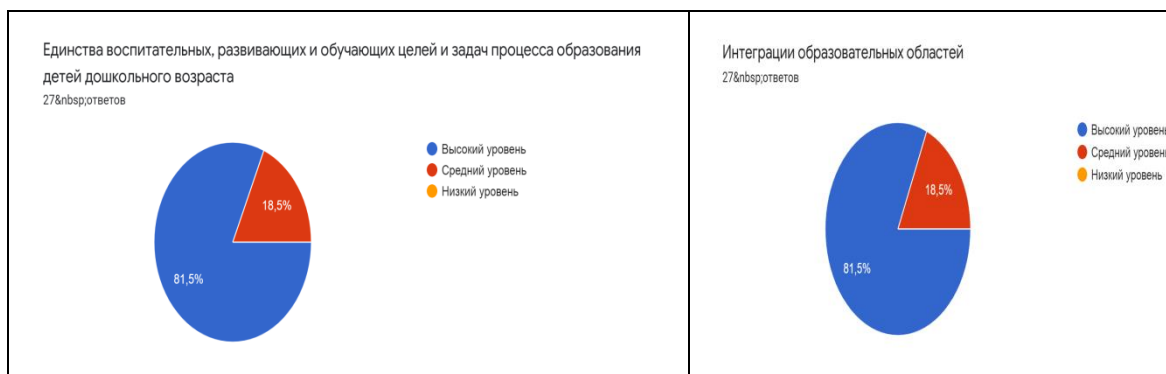 Единства воспитательных, развивающих и обучающих целей и задач процесса образования
детей дошкольного возраста
27&nbsp;ответов
Высокий уровень
Средний уровень
Низкий уровень
18,5%
81,5%
Интеграции образовательных областей
27&nbsp;ответов
Высокий уровень
Средний уровень
Низкий уровень
18,5%
81,5%